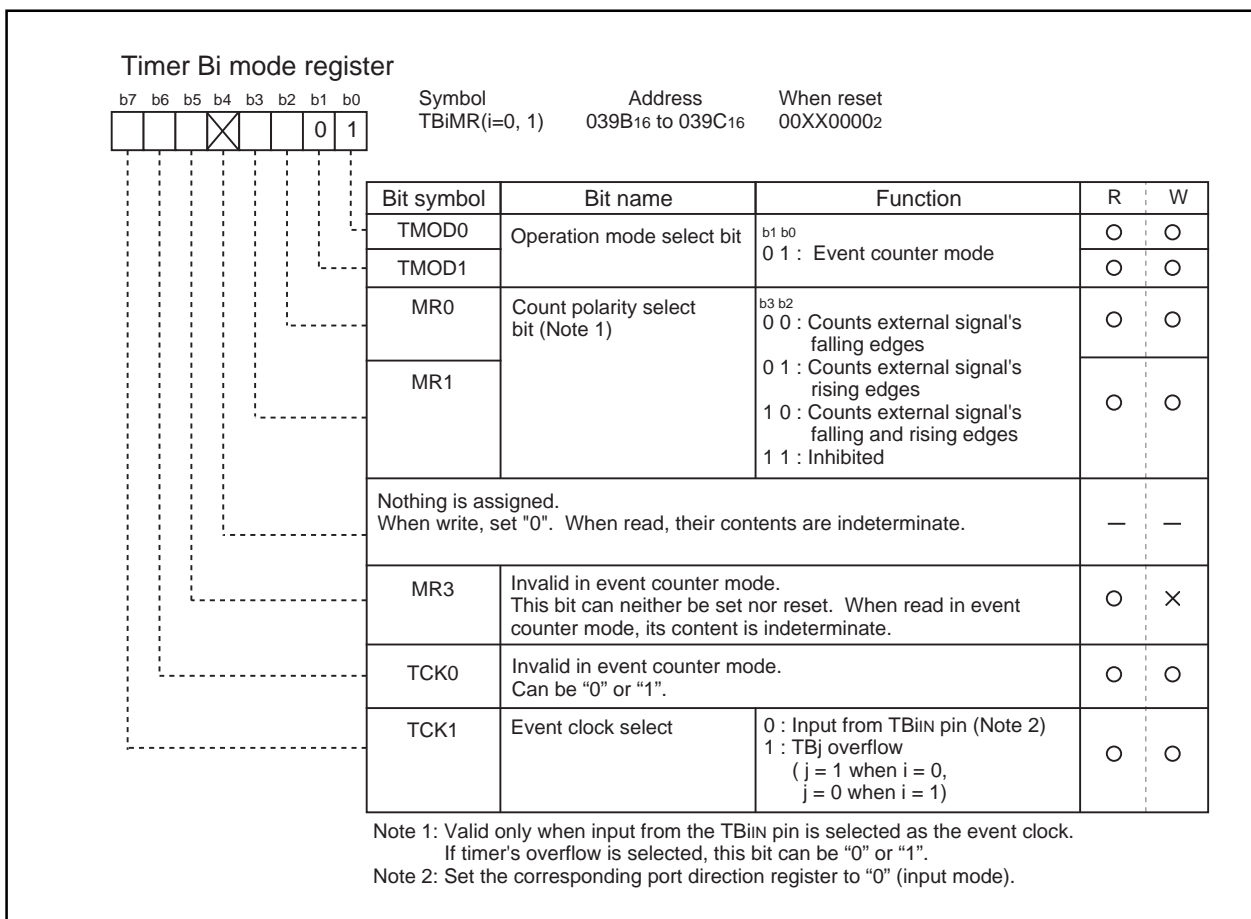 Timer Bi mode register
b7 b6 b5 b4 b3 b2 b1 b0
0 1
Symbol Address When reset
TBiMR(i=0, 1) 039B16 to 039C16 00XX00002
Bit symbol Bit name Function R W
TMOD0
TMOD1
Operation mode select bit
b1 b0
0 1 : Event counter mode
MR0
MR1
Count polarity select
bit (Note 1)
b3 b2
0 0 : Counts external signal's
falling edges
0 1 : Counts external signal's
rising edges
1 0 : Counts external signal's
falling and rising edges
1 1 : Inhibited
Nothing is assigned.
When write, set "0". When read, their contents are indeterminate.
MR3
Invalid in event counter mode.
This bit can neither be set nor reset. When read in event
counter mode, its content is indeterminate.
TCK0
Invalid in event counter mode.
Can be “0” or “1”.
TCK1
Event clock select
0 : Input from TBiIN pin (Note 2)
1 : TBj overflow
( j = 1 when i = 0,
j = 0 when i = 1)
Note 1: Valid only when input from the TBiIN pin is selected as the event clock.
If timer's overflow is selected, this bit can be “0” or “1”.
Note 2: Set the corresponding port direction register to “0” (input mode).